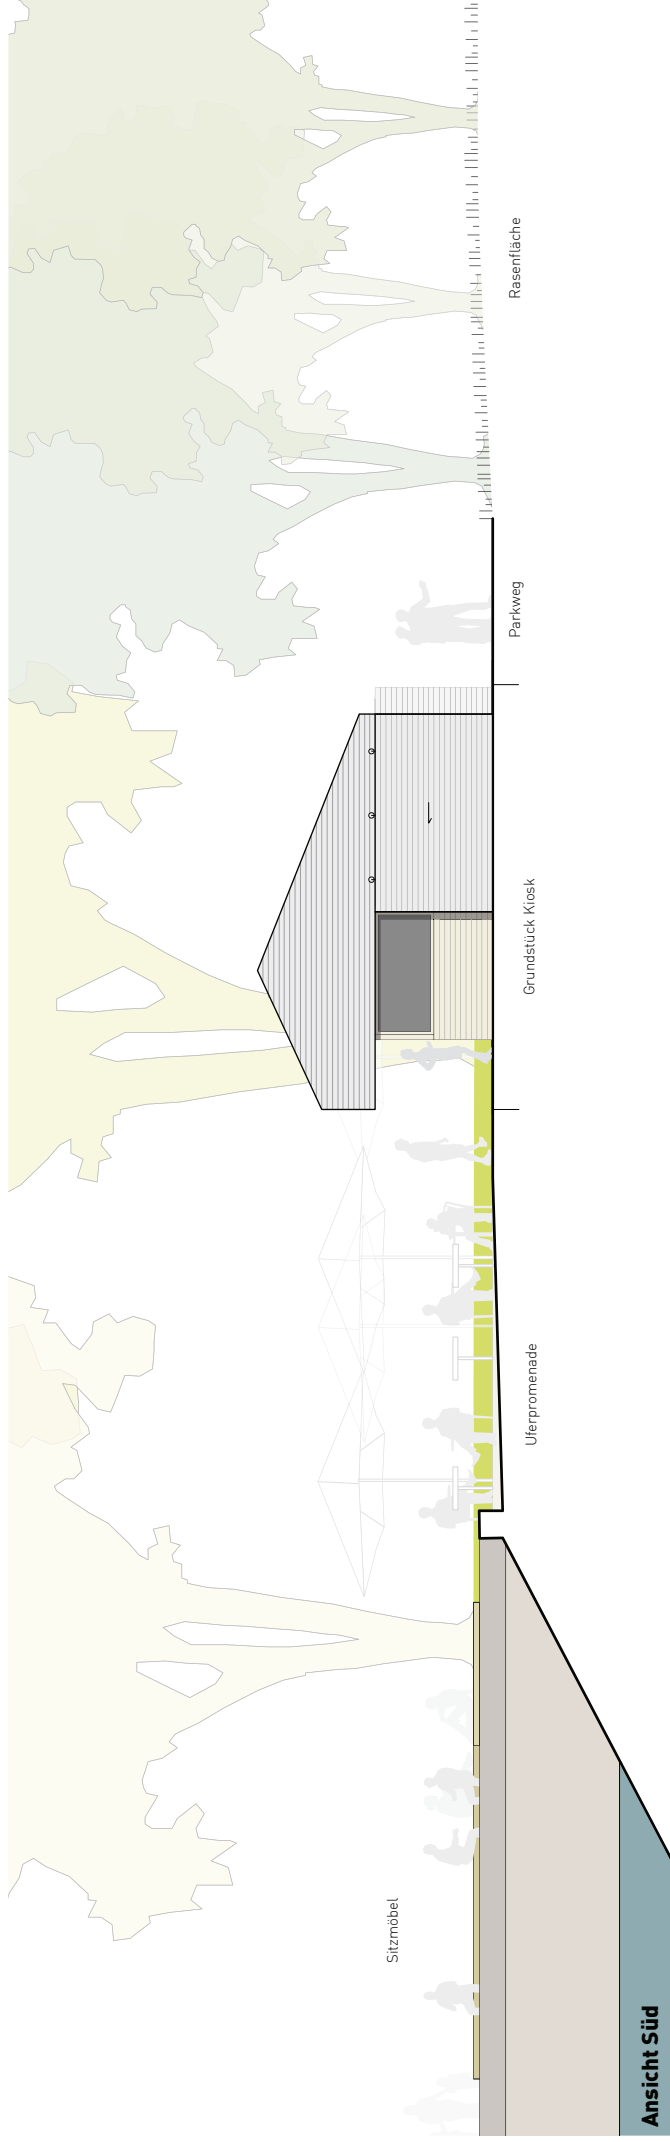 Sitzmöbel
Uferpromenade
Grundstück Kiosk
Parkweg
Rasenfläche
Ansicht Süd